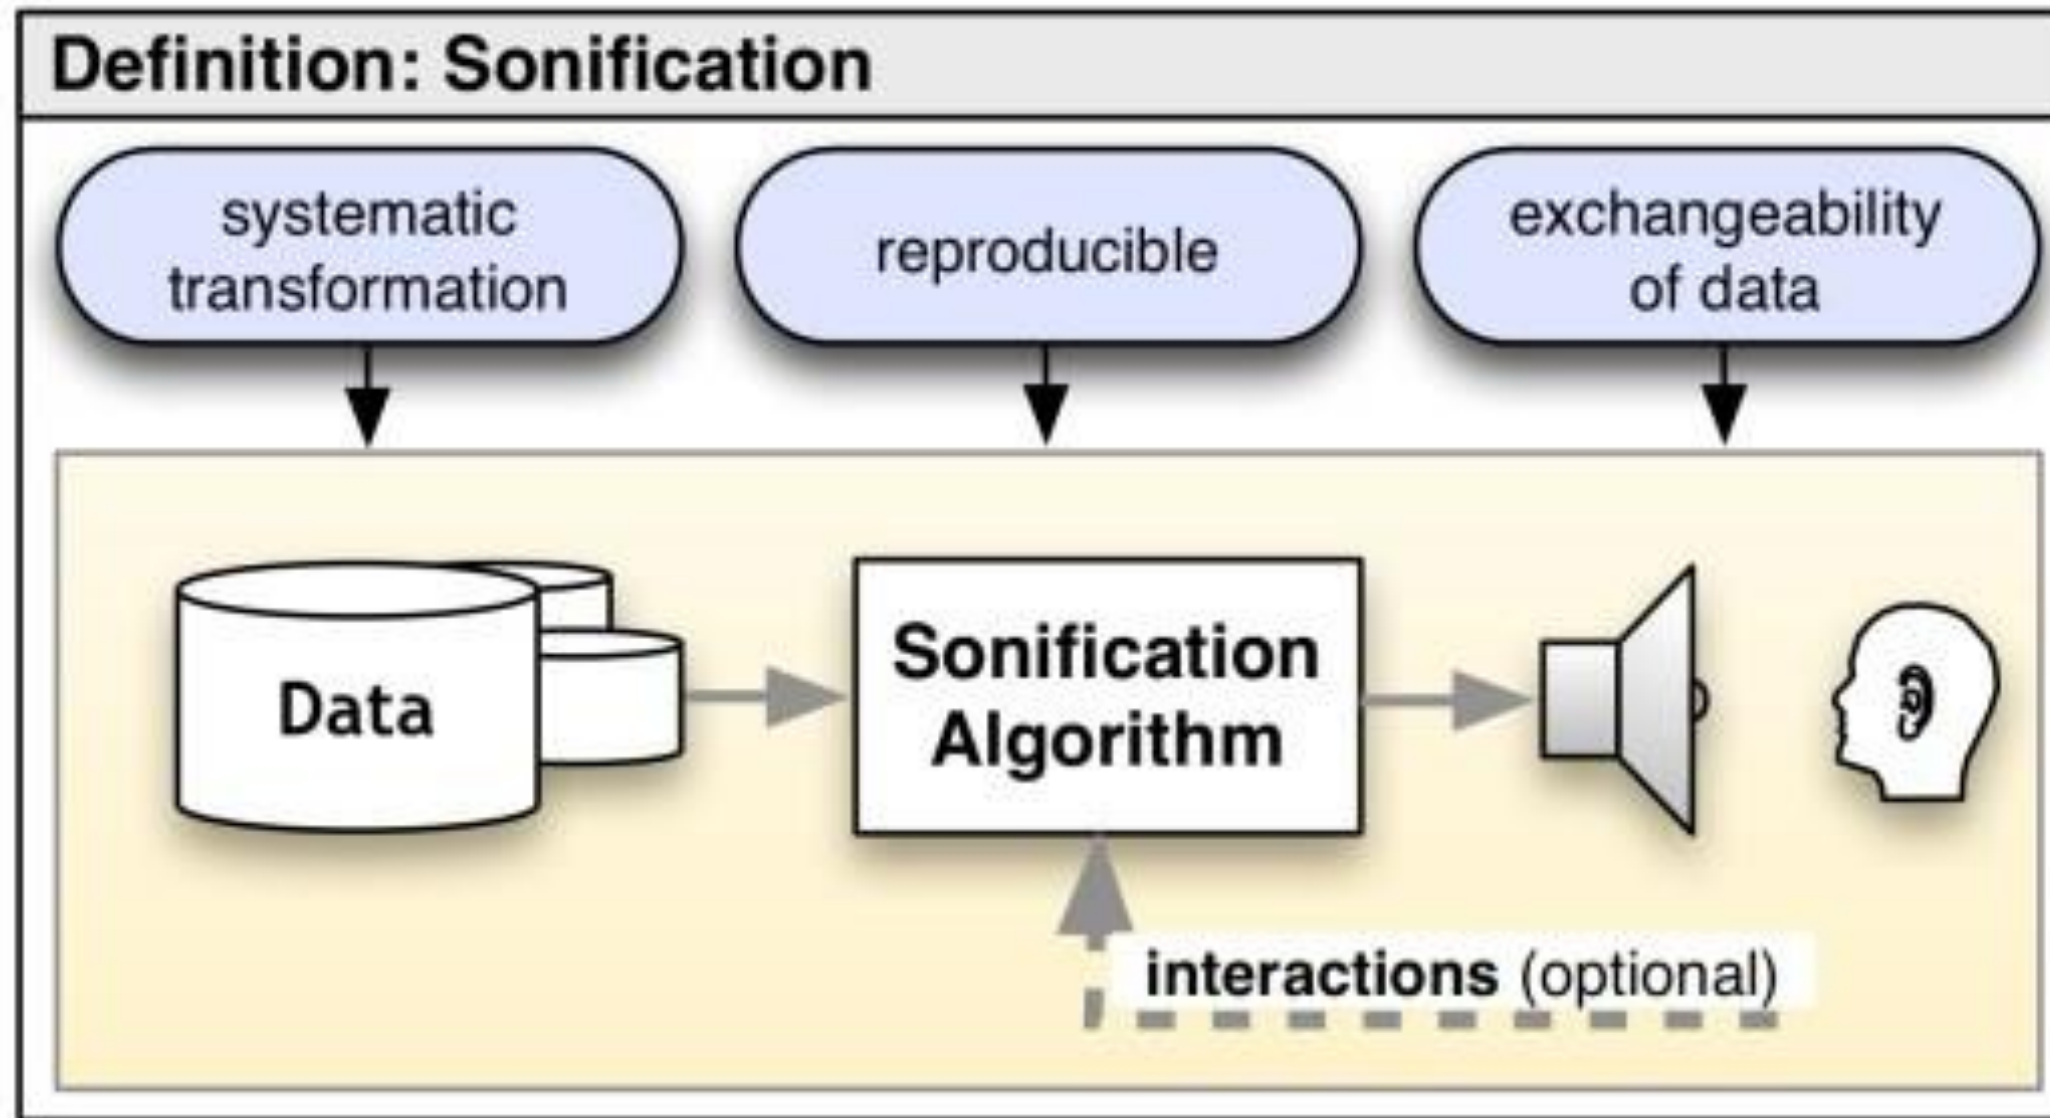 Definition: Sonification
systematic
transformation
reproducible
exchangeability
of data
Data
Sonification
Algorithm
interactions (optional)